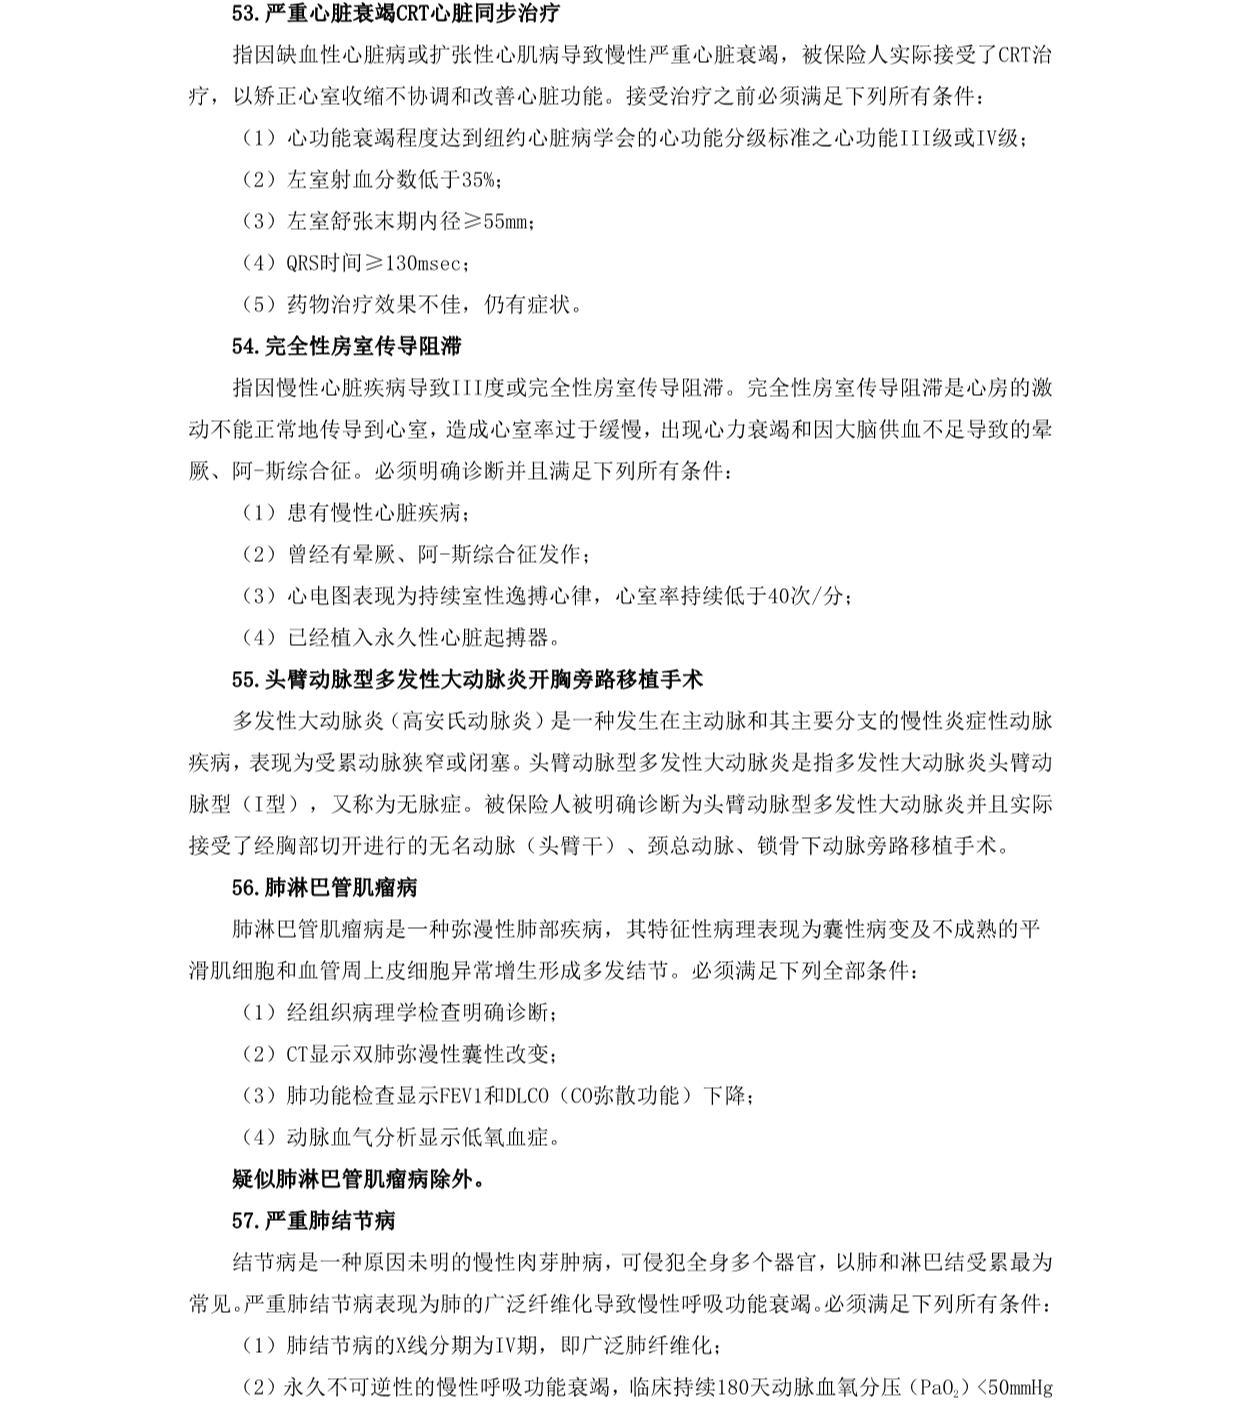 53.严重心脏衰竭CRT心脏同步治疗
指因缺血性心脏病或扩张性心肌病导致慢性严重心脏衰竭，被保险人实际接受了CRT治
疗，以矫正心室收缩不协调和改善心脏功能。接受治疗之前必须满足下列所有条件：
（1）心功能衰竭程度达到纽约心脏病学会的心功能分级标准之心功能III级或IV级；
（2）左室射血分数低于35%；
（3）左室舒张末期内径≥55mm；
（4）QRS时间≥130msec；
（5）药物治疗效果不佳，仍有症状。
54.完全性房室传导阻滞
指因慢性心脏疾病导致III度或完全性房室传导阻滞。完全性房室传导阻滞是心房的激
动不能正常地传导到心室，造成心室率过于缓慢，出现心力衰竭和因大脑供血不足导致的晕
厥、阿-斯综合征。必须明确诊断并且满足下列所有条件：
（1）患有慢性心脏疾病；
（2）曾经有晕厥、阿-斯综合征发作；
（3）心电图表现为持续室性逸搏心律，心室率持续低于40次/分；
（4）已经植入永久性心脏起搏器。
55.头臂动脉型多发性大动脉炎开胸旁路移植手术
多发性大动脉炎（高安氏动脉炎）是一种发生在主动脉和其主要分支的慢性炎症性动脉
疾病，表现为受累动脉狭窄或闭塞。头臂动脉型多发性大动脉炎是指多发性大动脉炎头臂动
脉型（I型），又称为无脉症。被保险人被明确诊断为头臂动脉型多发性大动脉炎并且实际
接受了经胸部切开进行的无名动脉（头臂干）、颈总动脉、锁骨下动脉旁路移植手术。
56.肺淋巴管肌瘤病
肺淋巴管肌瘤病是一种弥漫性肺部疾病，其特征性病理表现为囊性病变及不成熟的平
滑肌细胞和血管周上皮细胞异常增生形成多发结节。必须满足下列全部条件：
（1）经组织病理学检查明确诊断；
（2）CT显示双肺弥漫性囊性改变；
（3）肺功能检查显示FEV1和DLCO（CO弥散功能）下降；
（4）动脉血气分析显示低氧血症。
疑似肺淋巴管肌瘤病除外。
57.严重肺结节病
结节病是一种原因未明的慢性肉芽肿病，可侵犯全身多个器官，以肺和淋巴结受累最为
常见。严重肺结节病表现为肺的广泛纤维化导致慢性呼吸功能衰竭。必须满足下列所有条件：
（1）肺结节病的X线分期为IV期，即广泛肺纤维化；
（2）永久不可逆性的慢性呼吸功能衰竭，临床持续180天动脉血氧分压（PaO₂）<50mmHg